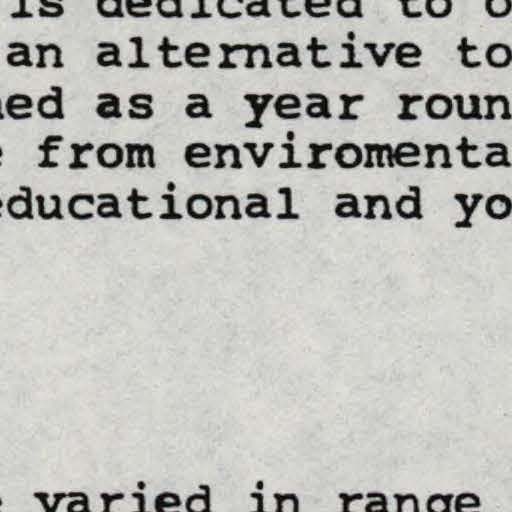 is dedicated to o
an alternative to
ned as a year roun
e from enviromenta
educational and yo
e varied in range